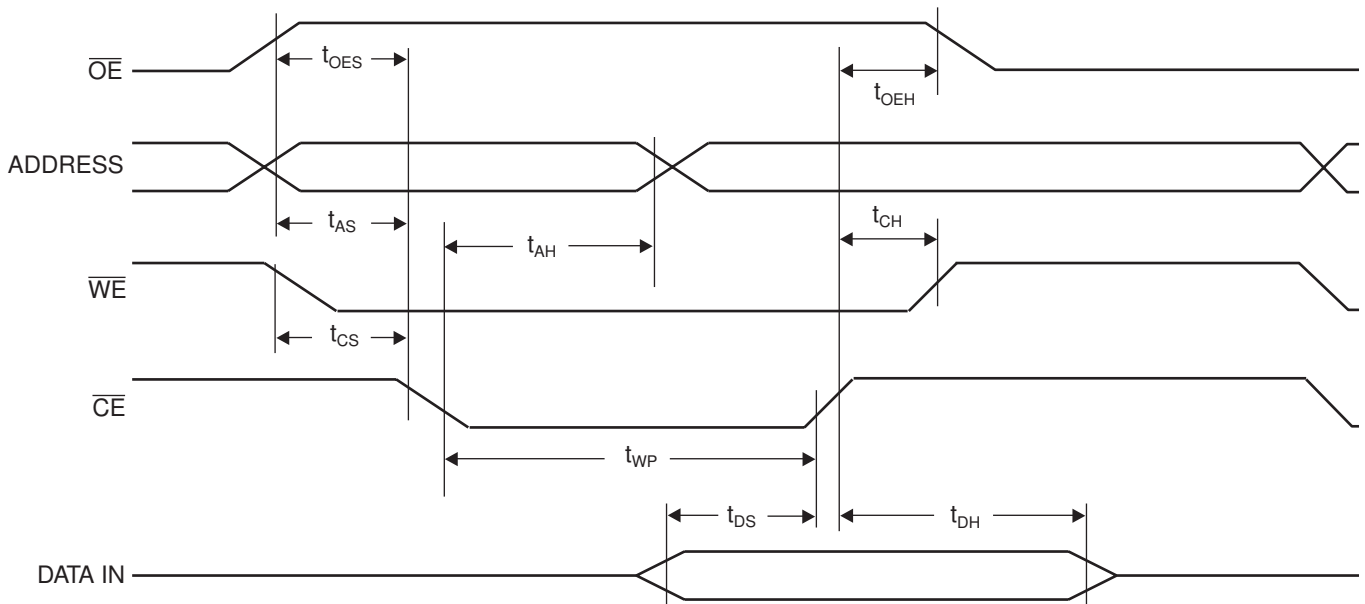 OE
tOES
tOEH
ADDRESS
tAS
tAH
tCH
WE
tCS
CE
tWP
tDS
tDH
DATA IN